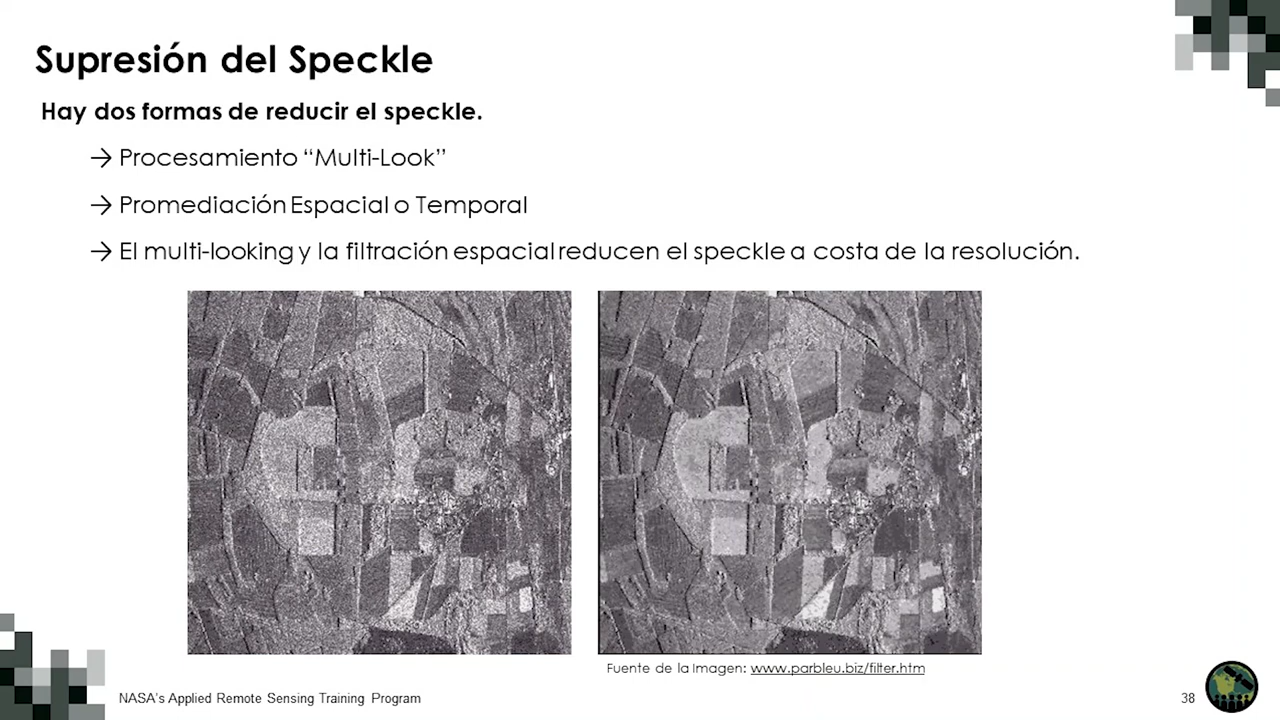 Supresión del Speckle
Hay dos formas de reducir el speckle.
→ Procesamiento “Multi-Look”
→ Promediación Espacial o Temporal
→ El multi-looking y la filtración espacial reducen el speckle a costa de la resolución.
Fuente de la Imagen: www.parbleu.biz/filter.htm
NASA's Applied Remote Sensing Training Program
38